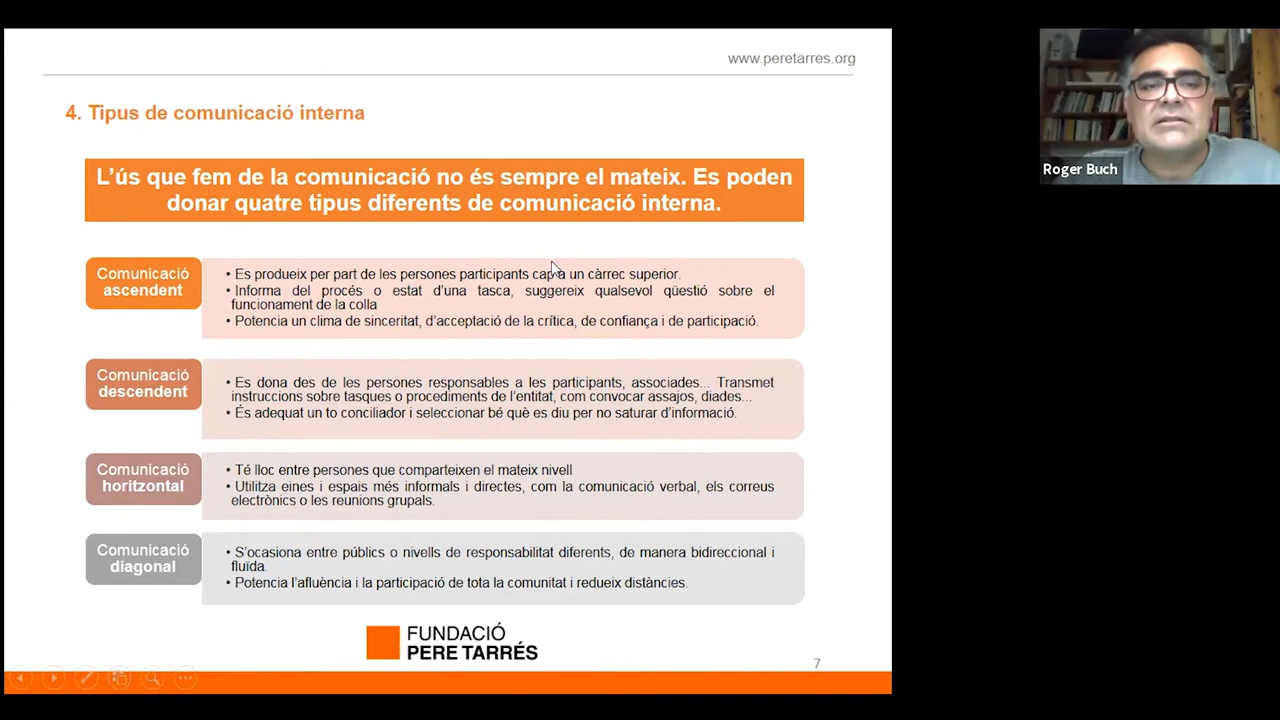 www.peretarres.org
4. Tipus de comunicació interna
L'ús que fem de la comunicació no és sempre el mateix. Es poden
donar quatre tipus diferents de comunicació interna.
Comunicació
ascendent
• Es produeix per part de les persones participants cap a un càrrec superior.
• Informa del procés o estat d'una tasca, suggereix qualsevol qüestió sobre el
funcionament de la colla
• Potencia un clima de sinceritat, d'acceptació de la crítica, de confiança i de participació.
Comunicació
descendent
• Es dona des de les persones responsables a les participants, associades... Transmet
instruccions sobre tasques o procediments de l'entitat, com convocar assajos, diades...
• És adequat un to conciliador i seleccionar bé què es diu per no saturar d'informació.
Comunicació
horitzontal
• Té lloc entre persones que comparteixen el mateix nivell
• Utilitza eines i espais més informals i directes, com la comunicació verbal, els correus
electrònics o les reunions grupals.
Comunicació
diagonal
• S'ocasiona entre públics o nivells de responsabilitat diferents, de manera bidireccional i
fluïda.
• Potencia l'afluència i la participació de tota la comunitat i redueix distàncies.
FUNDACIÓ
PERE TARRÉS
7
Roger Buch